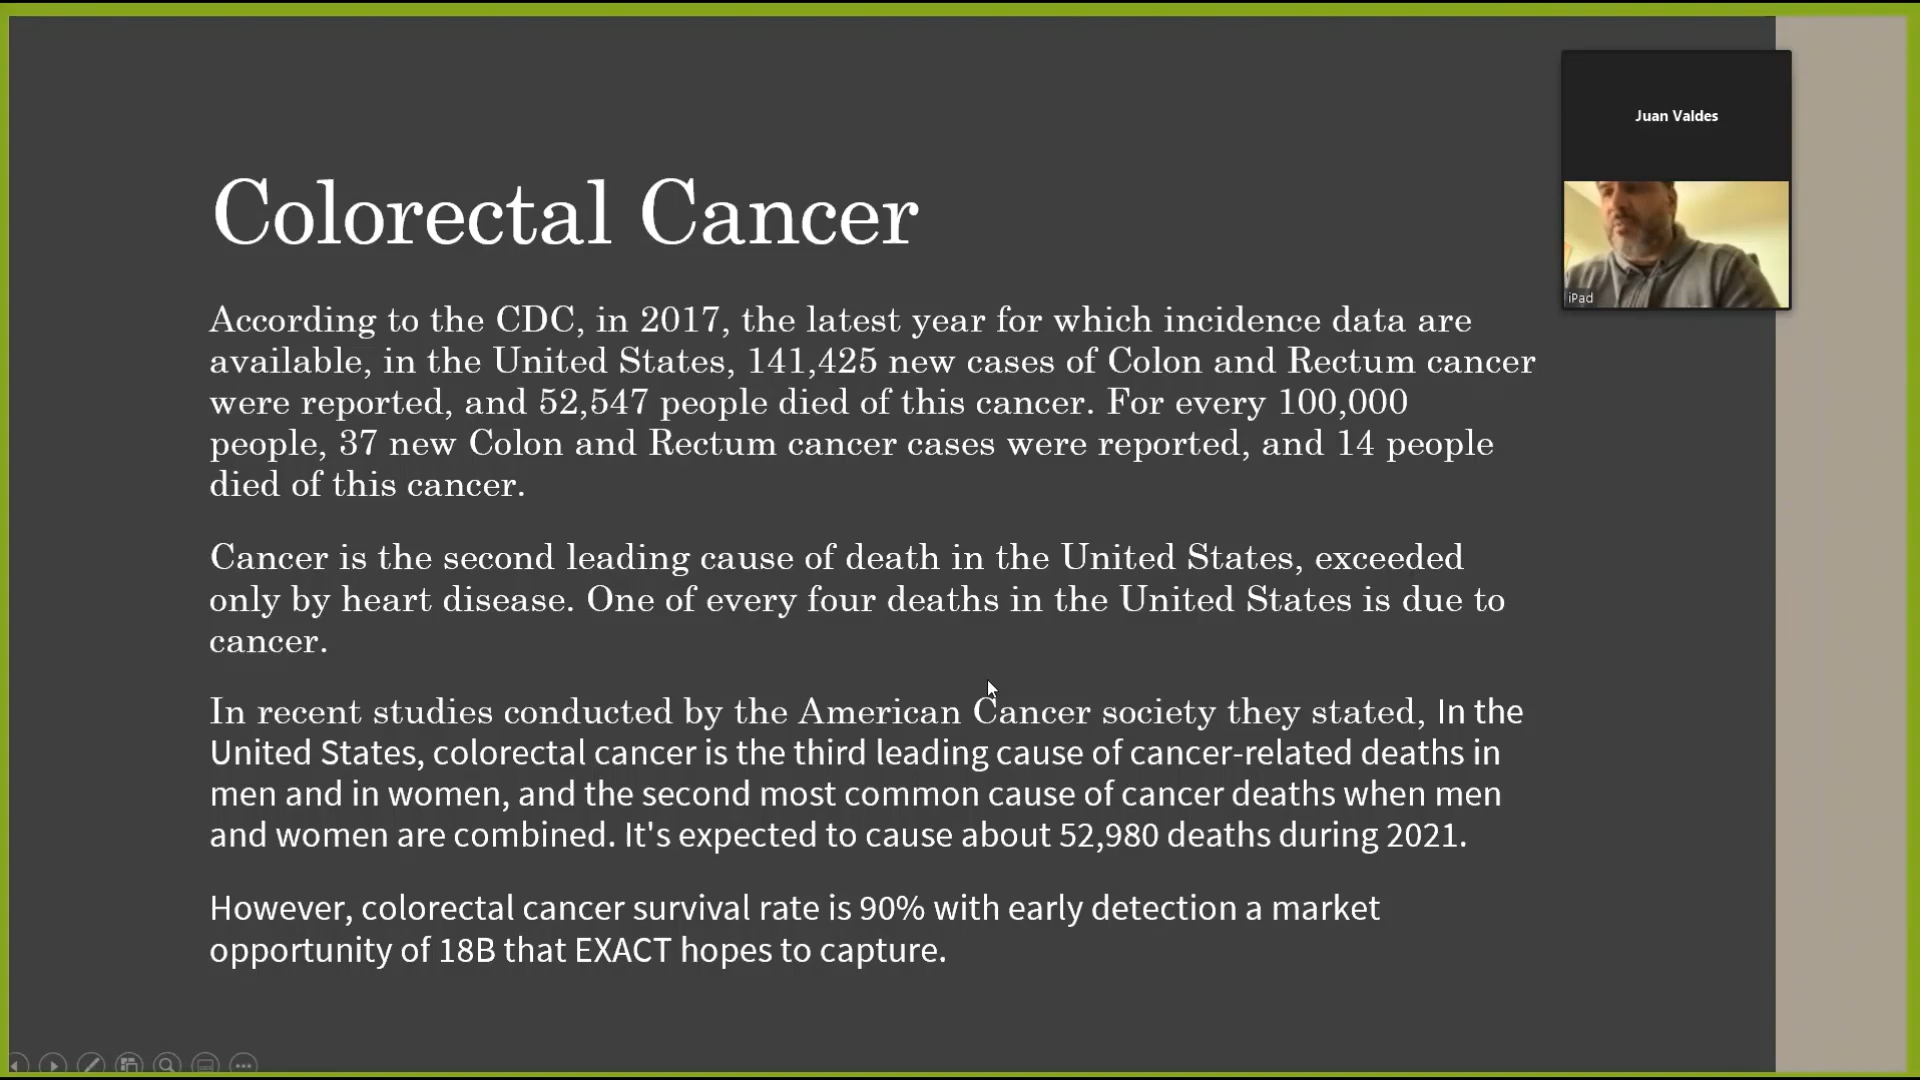 Juan Valdes
iPad
Colorectal Cancer
According to the CDC, in 2017, the latest year for which incidence data are
available, in the United States, 141,425 new cases of Colon and Rectum cancer
were reported, and 52,547 people died of this cancer. For every 100,000
people, 37 new Colon and Rectum cancer cases were reported, and 14 people
died of this cancer.
Cancer is the second leading cause of death in the United States, exceeded
only by heart disease. One of every four deaths in the United States is due to
cancer.
In recent studies conducted by the American Cancer society they stated, In the
United States, colorectal cancer is the third leading cause of cancer-related deaths in
men and in women, and the second most common cause of cancer deaths when men
and women are combined. It's expected to cause about 52,980 deaths during 2021.
However, colorectal cancer survival rate is 90% with early detection a market
opportunity of 18B that EXACT hopes to capture.